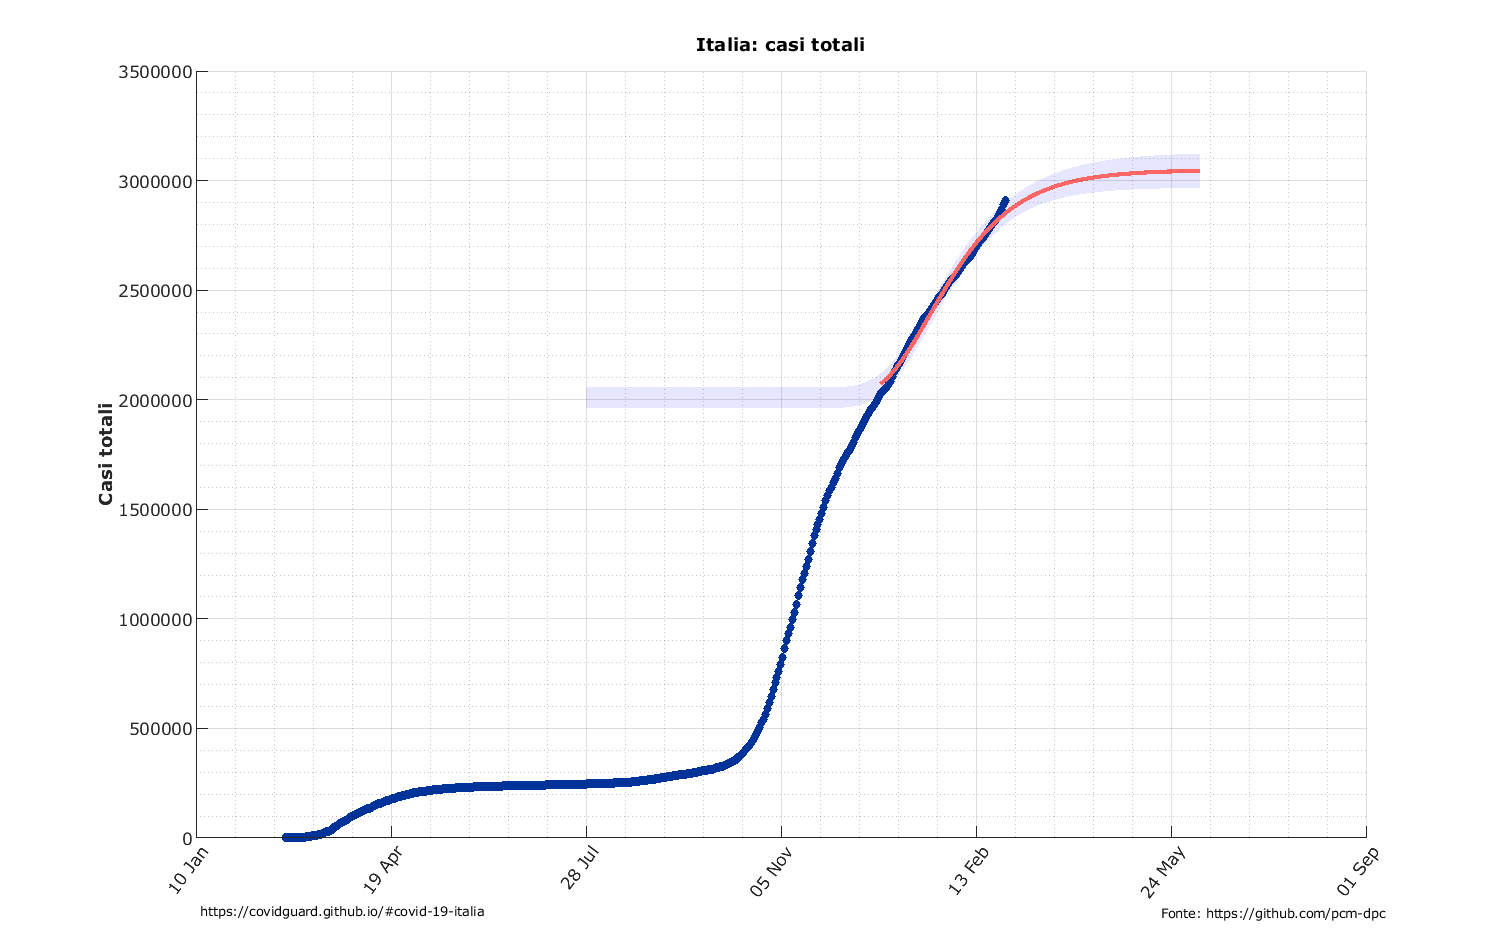 Italia: casi totali
3500000
3000000
2500000
2000000
1500000
1000000
500000
0
Casi totali
10 Jan
19 Apr
28 Jul
05 Nov
13 Feb
24 May
01 Sep
https://covidguard.github.io/#covid-19-italia
Fonte: https://github.com/pcm-dpc